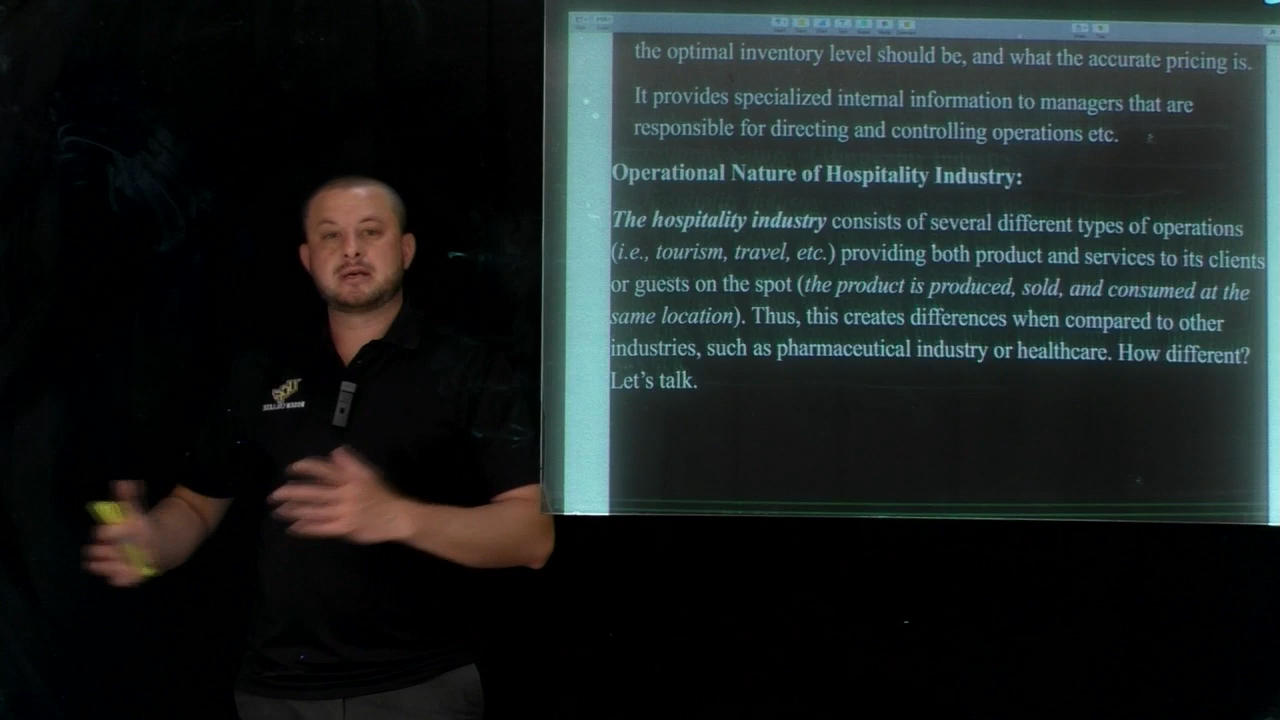 the optimal inventory level should be, and what the accurate pricing is.
It provides specialized internal information to managers that are
responsible for directing and controlling operations etc.
Operational Nature of Hospitality Industry:
The hospitality industry consists of several different types of operations
(i.e., tourism, travel, etc.) providing both product and services to its clients
or guests on the spot (the product is produced, sold, and consumed at the
same location). Thus, this creates differences when compared to other
industries, such as pharmaceutical industry or healthcare. How different?
Let's talk.